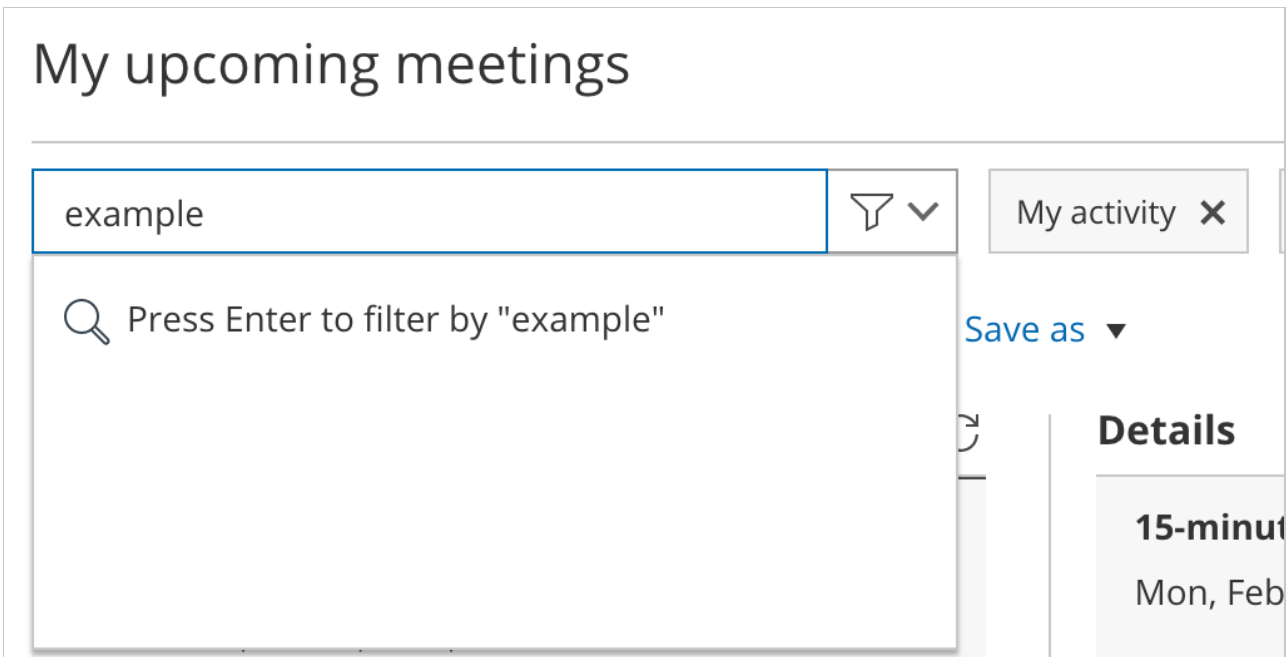 My upcoming meetings
example
My activity
Press Enter to filter by "example"
Save as
Details
15-minut
Mon, Feb